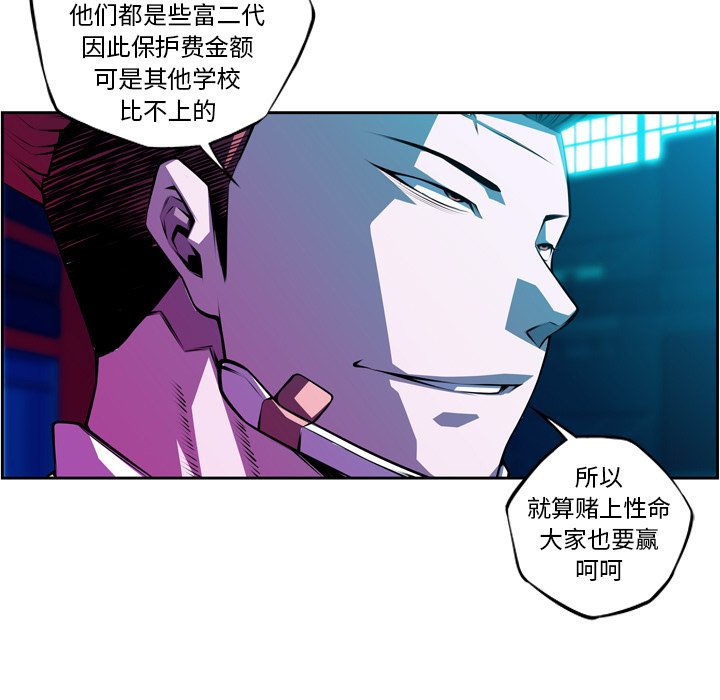 他们都是些富二代
因此保护费金额
可是其他学校
比不上的
所以
就算赌上性命
大家也要赢
呵呵